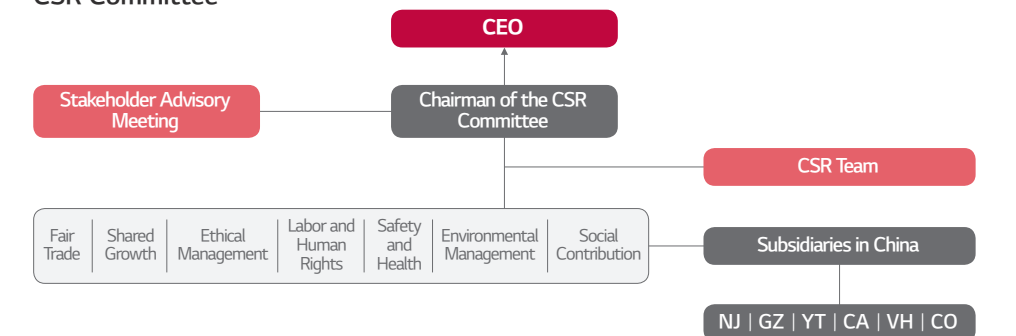 CSR Committee
CEO
Stakeholder Advisory
Meeting
Chairman of the CSR
Committee
CSR Team
Fair
Trade
Shared
Growth
Ethical
Management
Labor and
Human
Rights
Safety
and
Health
Environmental
Management
Social
Contribution
Subsidiaries in China
NJ | GZ | YT | CA | VH | CO